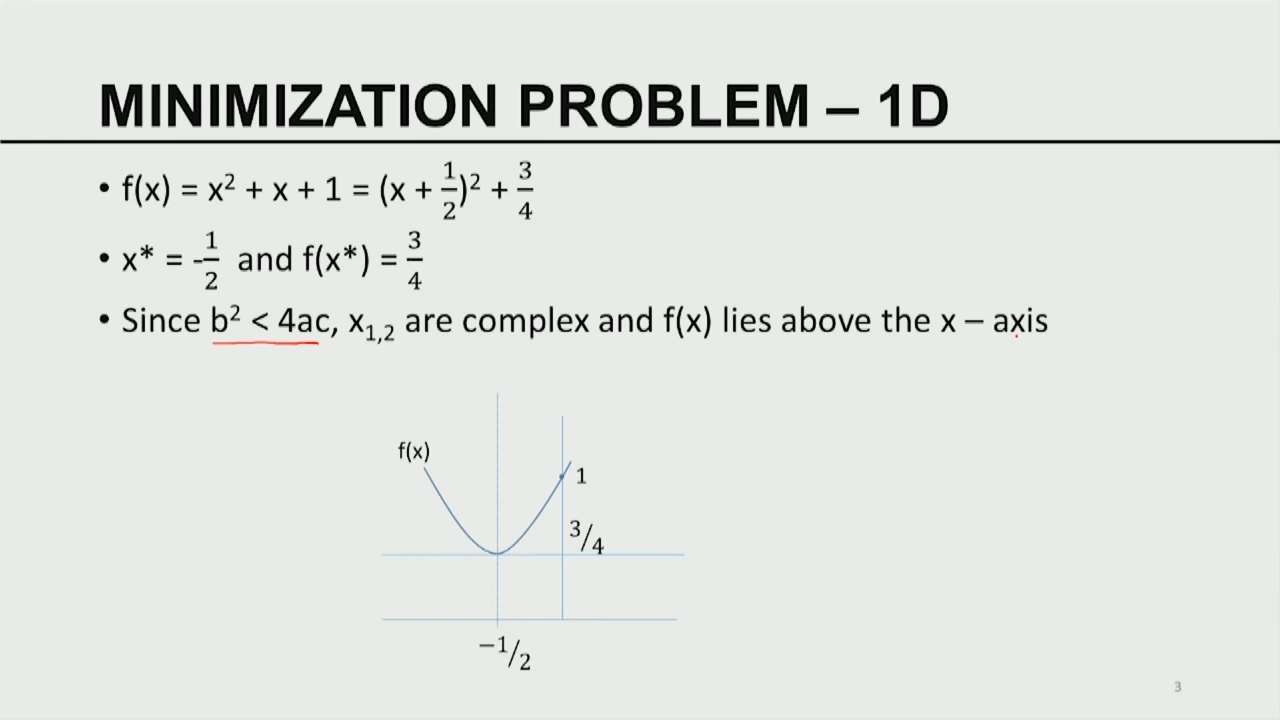 MINIMIZATION PROBLEM – 1D
• f(x) = x² + x + 1 = (x + 1/2)² + 3/4
• x* = -1/2 and f(x*) = 3/4
• Since b² < 4ac, x₁,₂ are complex and f(x) lies above the x – axis
f(x)
1
3/4
−1/2
3